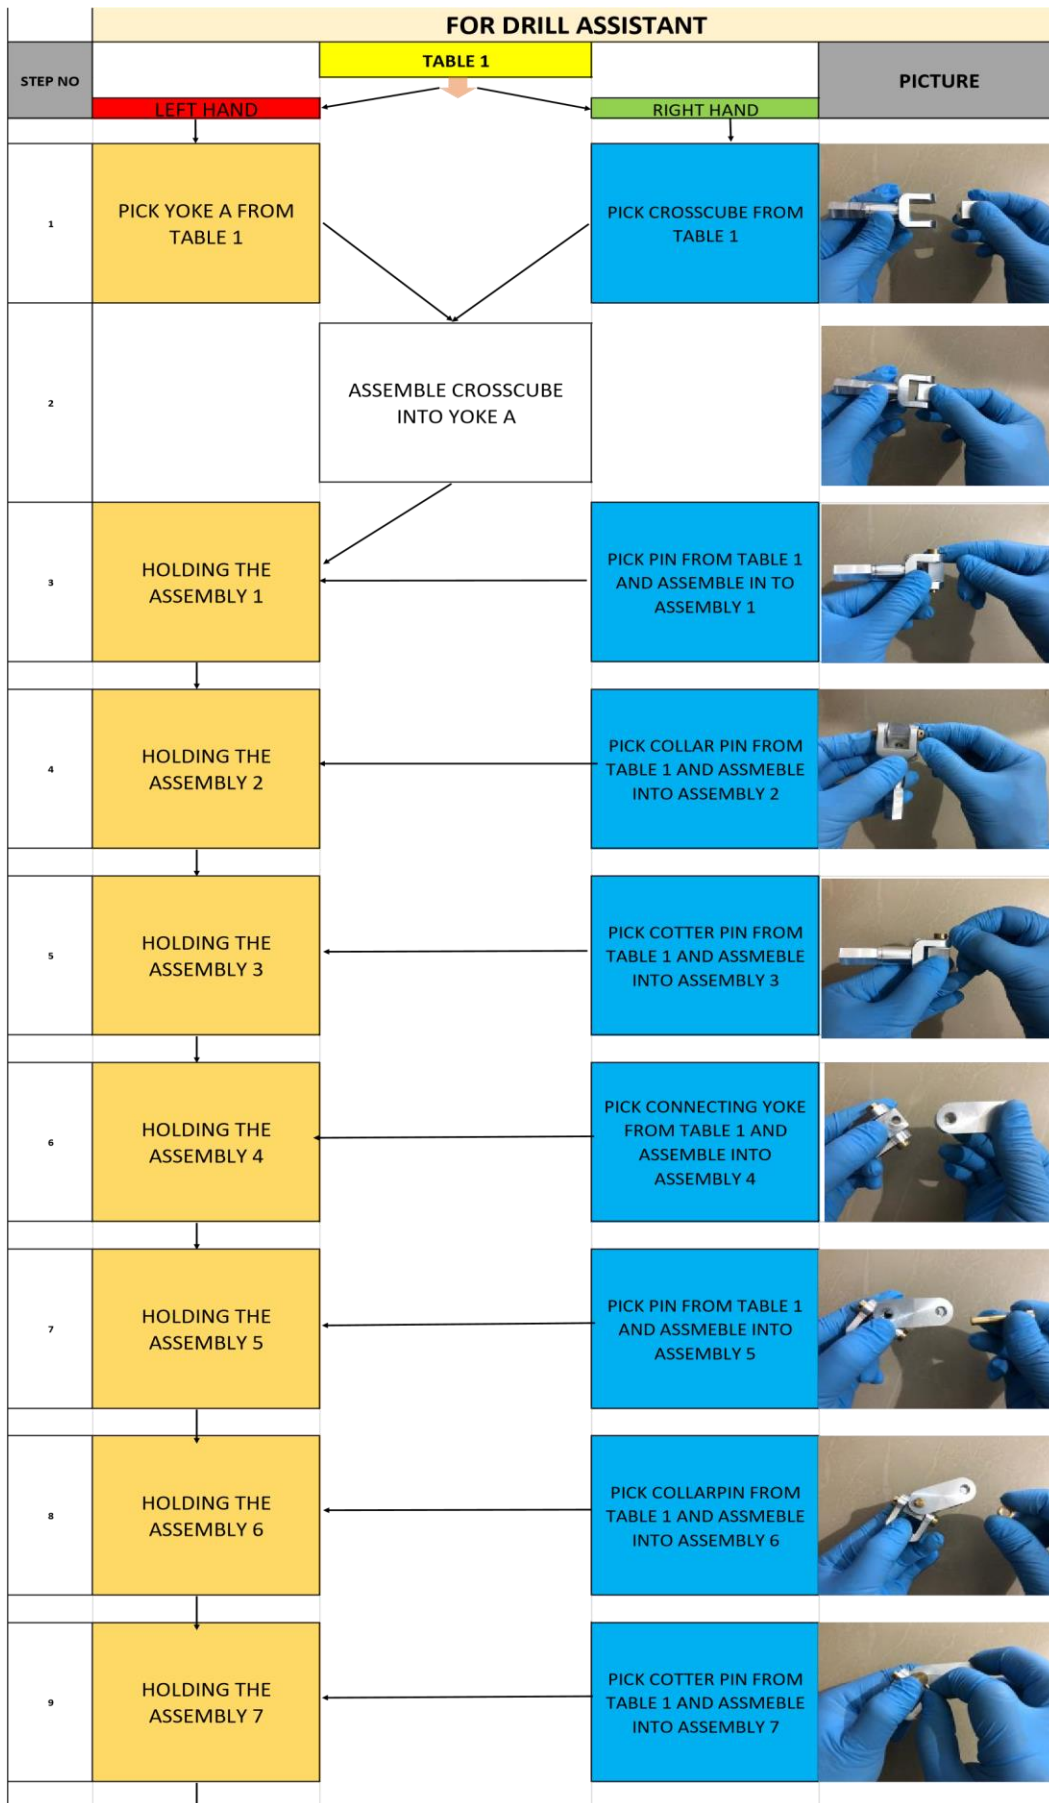 FOR DRILL ASSISTANT
STEP NO
TABLE 1
PICTURE
LEFT HAND
RIGHT HAND
1
PICK YOKE A FROM
TABLE 1
PICK CROSSCUBE FROM
TABLE 1
2
ASSEMBLE CROSSCUBE
INTO YOKE A
3
HOLDING THE
ASSEMBLY 1
PICK PIN FROM TABLE 1
AND ASSEMBLE IN TO
ASSEMBLY 1
4
HOLDING THE
ASSEMBLY 2
PICK COLLAR PIN FROM
TABLE 1 AND ASSMEBLE
INTO ASSEMBLY 2
5
HOLDING THE
ASSEMBLY 3
PICK COTTER PIN FROM
TABLE 1 AND ASSMEBLE
INTO ASSEMBLY 3
6
HOLDING THE
ASSEMBLY 4
PICK CONNECTING YOKE
FROM TABLE 1 AND
ASSEMBLE INTO
ASSEMBLY 4
7
HOLDING THE
ASSEMBLY 5
PICK PIN FROM TABLE 1
AND ASSMEBLE INTO
ASSEMBLY 5
8
HOLDING THE
ASSEMBLY 6
PICK COLLARPIN FROM
TABLE 1 AND ASSMEBLE
INTO ASSEMBLY 6
9
HOLDING THE
ASSEMBLY 7
PICK COTTER PIN FROM
TABLE 1 AND ASSMEBLE
INTO ASSEMBLY 7